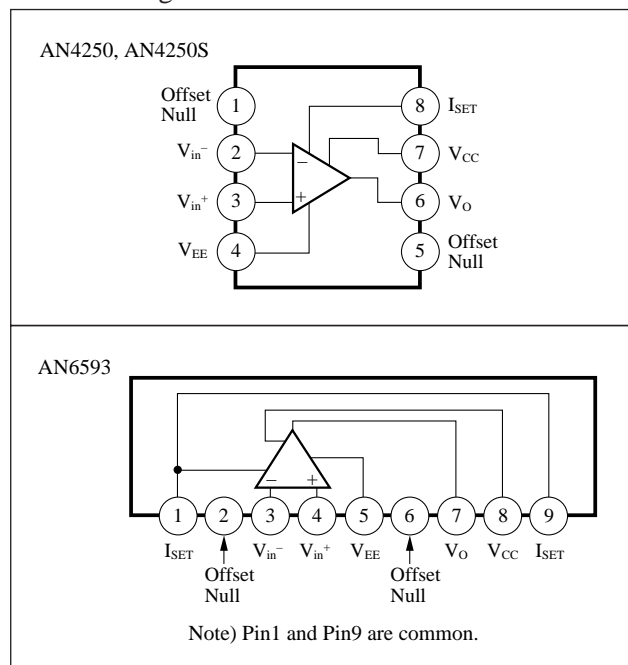 AN4250, AN4250S
Offset
Null
1
8
I_SET
V_in⁻
2
7
V_CC
−
V_in⁺
3
+
6
V_O
V_EE
4
5
Offset
Null
AN6593
− +
1 2 3 4 5 6 7 8 9
I_SET V_in⁻ V_in⁺ V_EE V_O V_CC I_SET
Offset Offset
Null Null
Note) Pin1 and Pin9 are common.